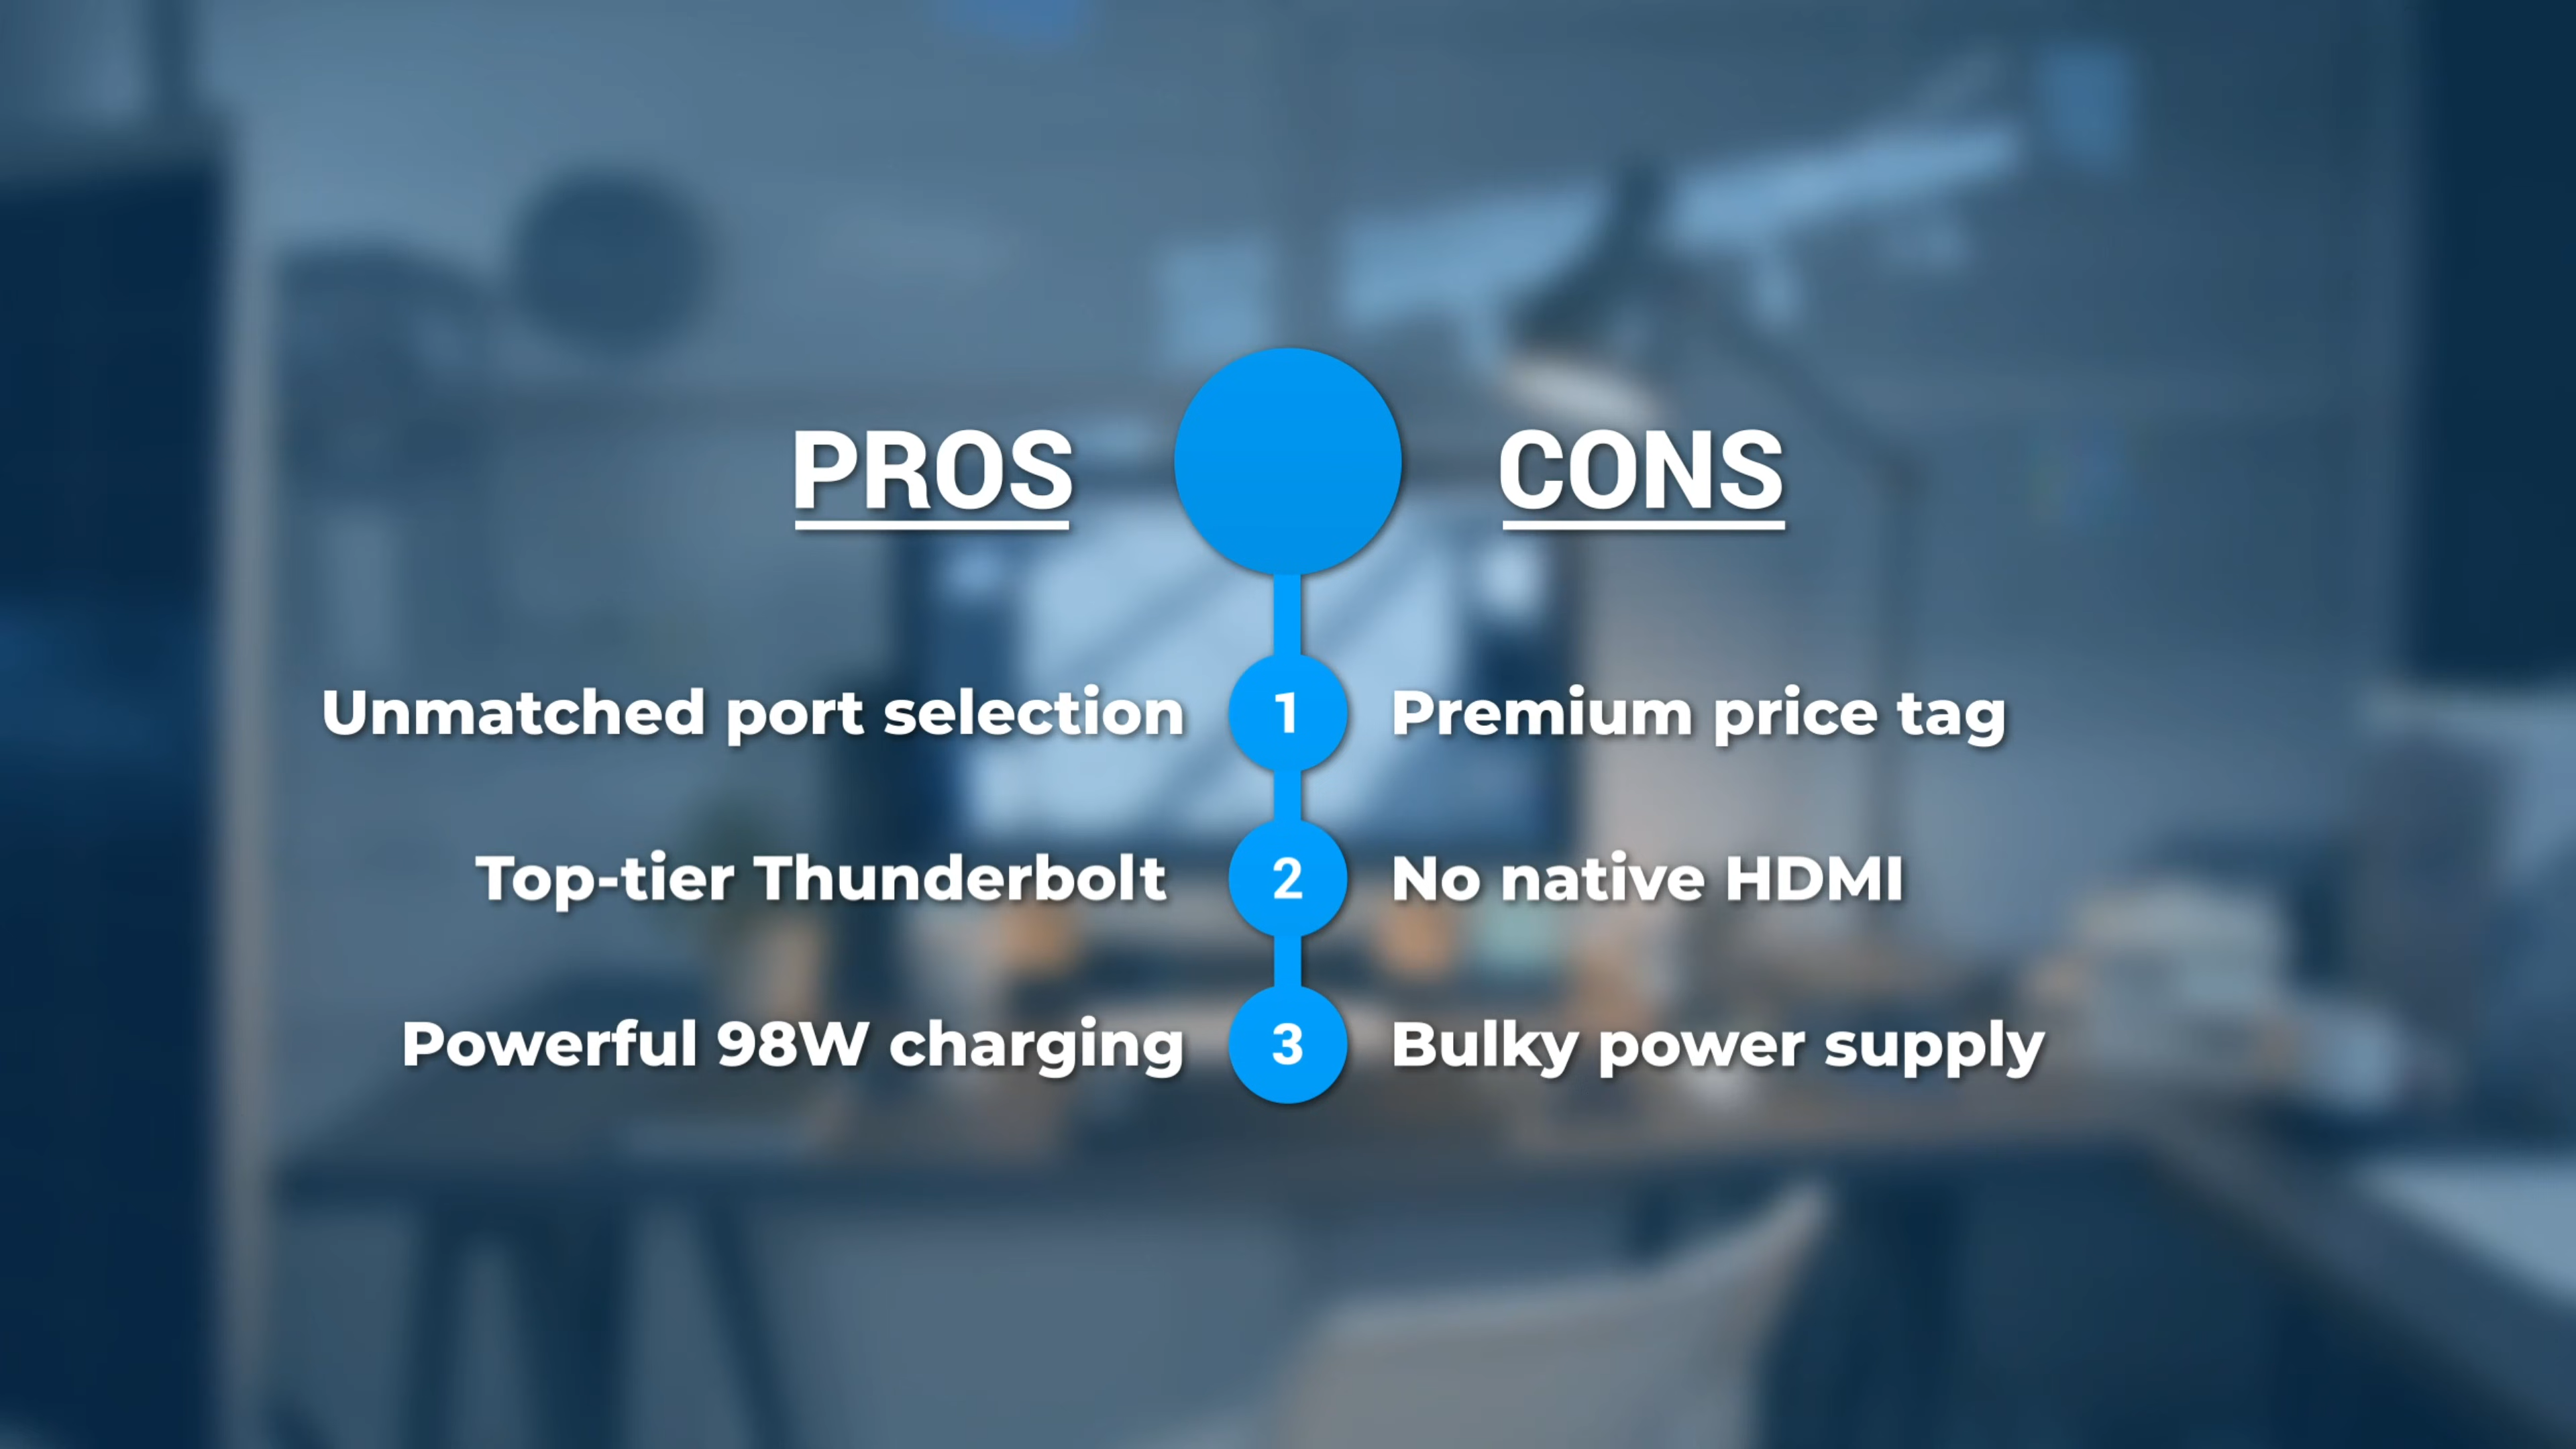 PROS
CONS
Unmatched port selection
1
Premium price tag
Top-tier Thunderbolt
2
No native HDMI
Powerful 98W charging
3
Bulky power supply